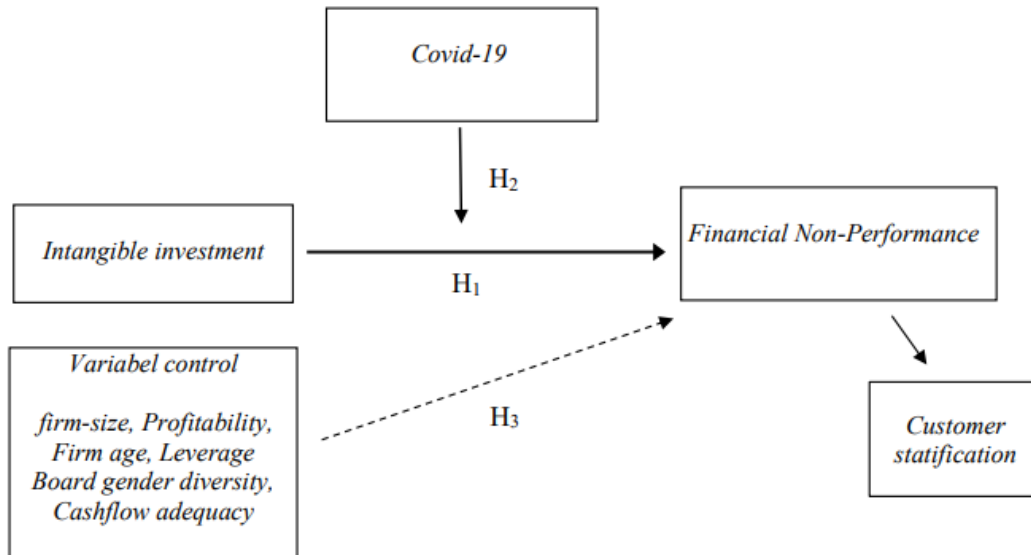 Covid-19
H2
Intangible investment
Financial Non-Performance
H1
Variabel control
firm-size, Profitability,
Firm age, Leverage
Board gender diversity,
Cashflow adequacy
H3
Customer
statification